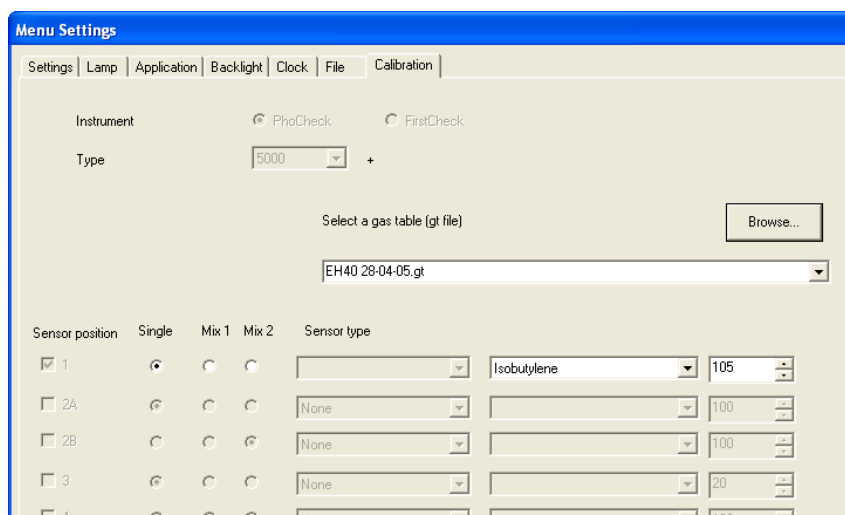 Menu Settings
Settings Lamp Application Backlight Clock File Calibration
Instrument PhoCheck FirstCheck
Type 5000 +
Select a gas table (gt file) Browse...
EH40 28-04-05.gt
Sensor position Single Mix 1 Mix 2 Sensor type
1 Isobutylene 105
2A None 100
2B None 100
3 None 20